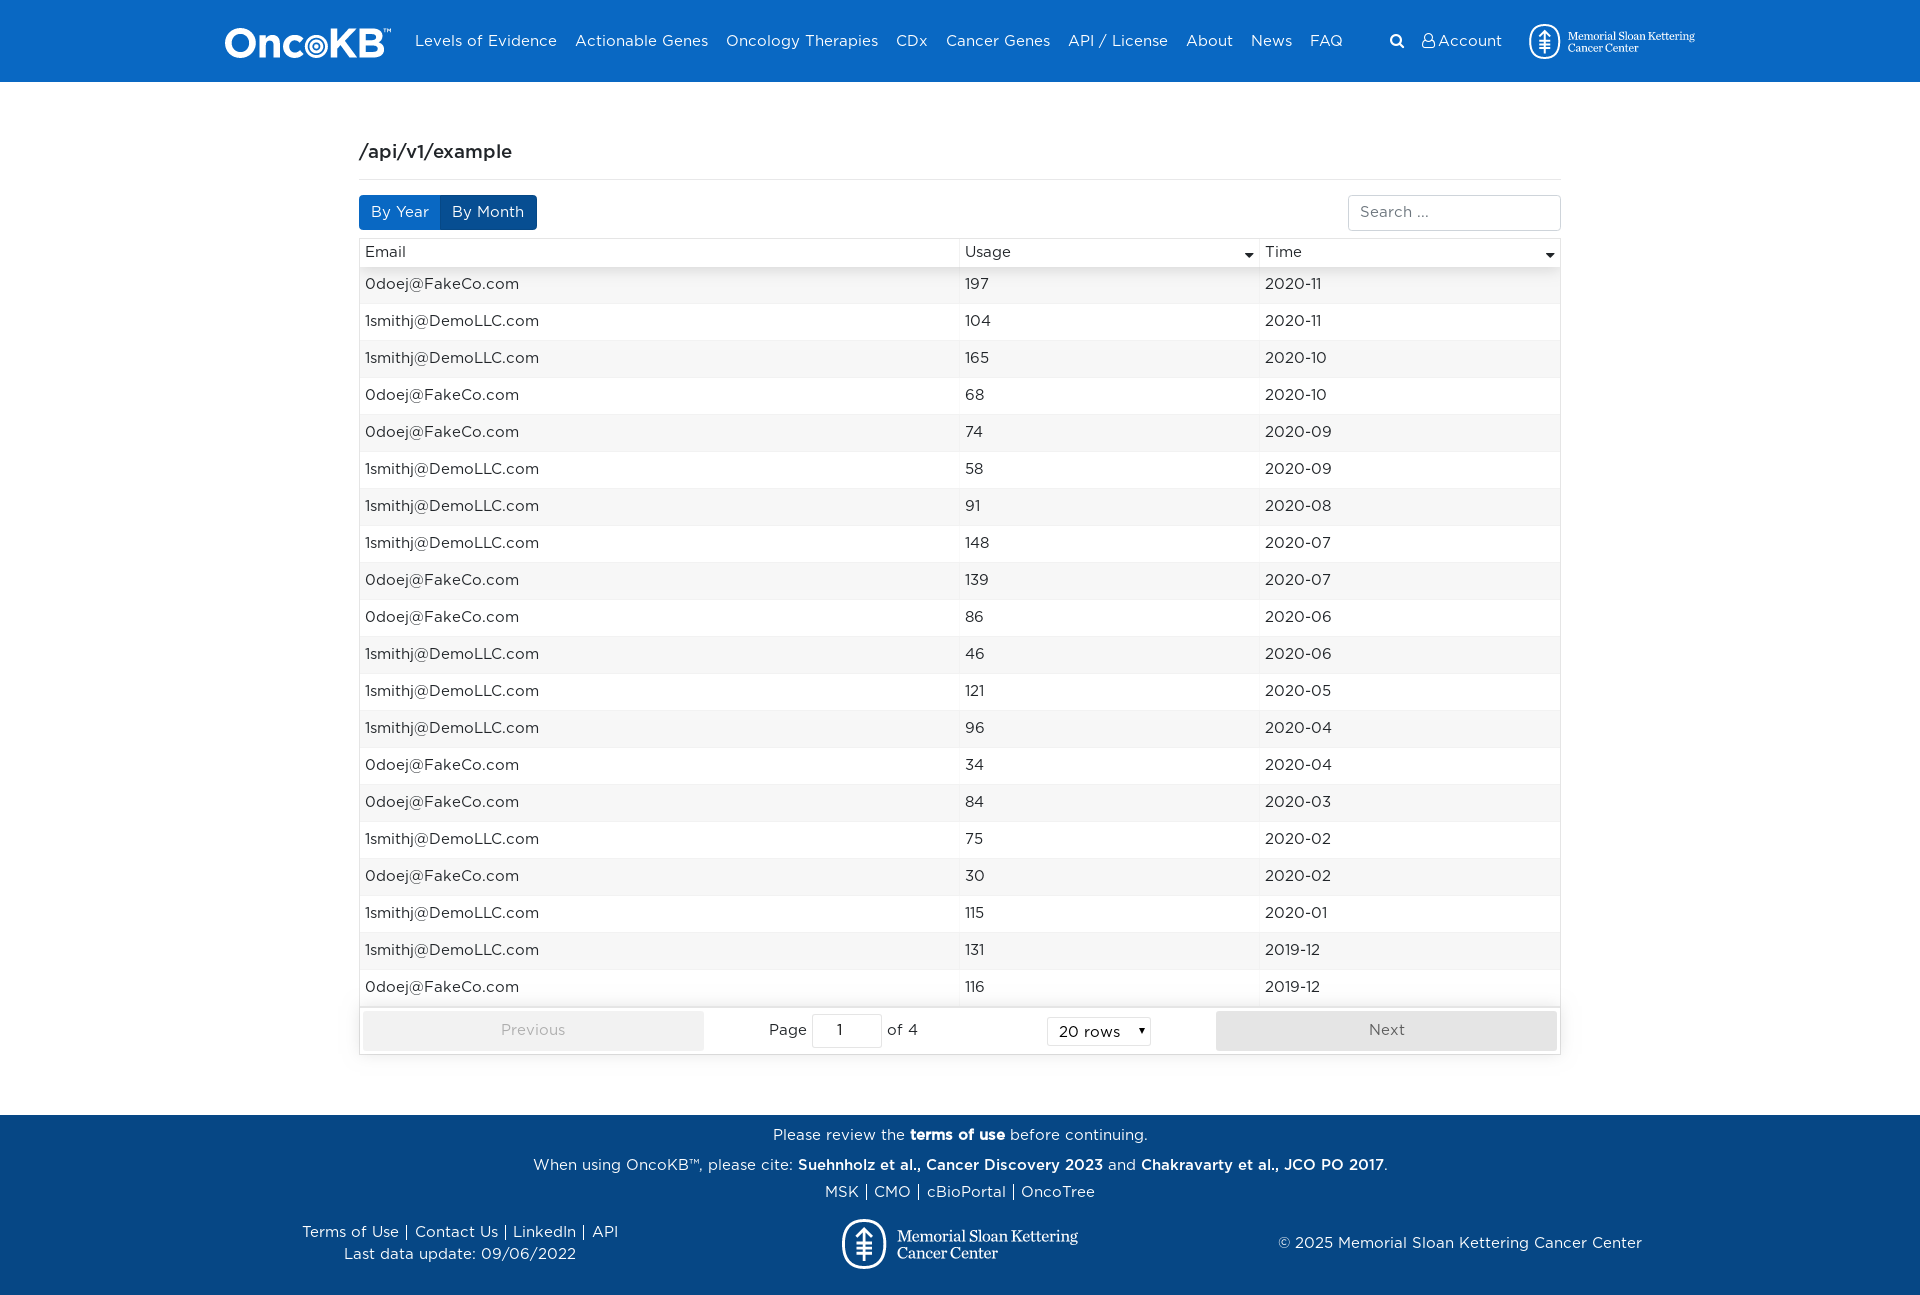 OncoKB™ Levels of Evidence Actionable Genes Oncology Therapies CDx Cancer Genes API / License About News FAQ Account Memorial Sloan Kettering
Cancer Center
/api/v1/example
By Year By Month Search ...
Email Usage Time
0doej@FakeCo.com 197 2020-11
1smithj@DemoLLC.com 104 2020-11
1smithj@DemoLLC.com 165 2020-10
0doej@FakeCo.com 68 2020-10
0doej@FakeCo.com 74 2020-09
1smithj@DemoLLC.com 58 2020-09
1smithj@DemoLLC.com 91 2020-08
1smithj@DemoLLC.com 148 2020-07
0doej@FakeCo.com 139 2020-07
0doej@FakeCo.com 86 2020-06
1smithj@DemoLLC.com 46 2020-06
1smithj@DemoLLC.com 121 2020-05
1smithj@DemoLLC.com 96 2020-04
0doej@FakeCo.com 34 2020-04
0doej@FakeCo.com 84 2020-03
1smithj@DemoLLC.com 75 2020-02
0doej@FakeCo.com 30 2020-02
1smithj@DemoLLC.com 115 2020-01
1smithj@DemoLLC.com 131 2019-12
0doej@FakeCo.com 116 2019-12
Previous Page 1 of 4 20 rows Next
Please review the terms of use before continuing.
When using OncoKB™, please cite: Suehnholz et al., Cancer Discovery 2023 and Chakravarty et al., JCO PO 2017.
MSK | CMO | cBioPortal | OncoTree
Terms of Use | Contact Us | LinkedIn | API
Last data update: 09/06/2022
Memorial Sloan Kettering
Cancer Center
© 2025 Memorial Sloan Kettering Cancer Center